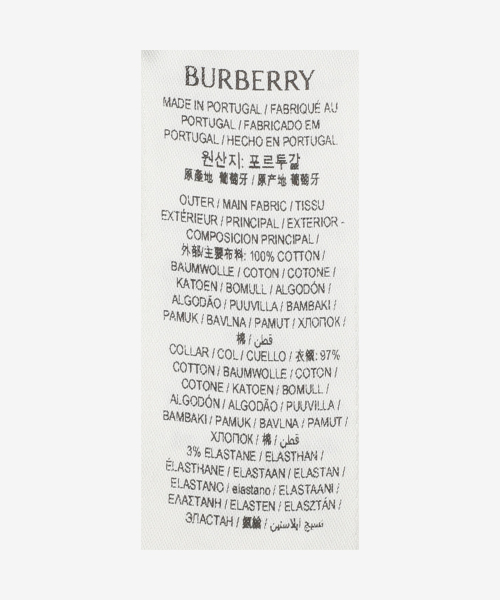 BURBERRY
MADE IN PORTUGAL / FABRIQUÉ AU
PORTUGAL / FABRICADO EM
PORTUGAL / HECHO EN PORTUGAL
원산지: 포르투갈
原產地 葡萄牙 / 原产地 葡萄牙
OUTER / MAIN FABRIC / TISSU
EXTÉRIEUR / PRINCIPAL / EXTERIOR -
COMPOSICION PRINCIPAL /
外部/主要布料: 100% COTTON /
BAUMWOLLE / COTON / COTONE /
KATOEN / BOMULL / ALGODÓN /
ALGODÃO / PUUVILLA / BAMBAKI /
PAMUK / BAVLNA / PAMUT / ХЛОПОК /
棉 / قطن
COLLAR / COL / CUELLO / 衣領: 97%
COTTON / BAUMWOLLE / COTON /
COTONE / KATOEN / BOMULL /
ALGODÓN / ALGODÃO / PUUVILLA /
BAMBAKI / PAMUK / BAVLNA / PAMUT /
ХЛОПОК / 棉 / قطن
3% ELASTANE / ELASTHAN /
ÉLASTHANE / ELASTAAN / ELASTAN /
ELASTANO / elastano / ELASTAANI /
ΕΛΑΣΤΑΝΗ / ELASTEN / ELASZTÁN /
ЭЛАСТАН / 氨綸 / نسيج إيلاستين